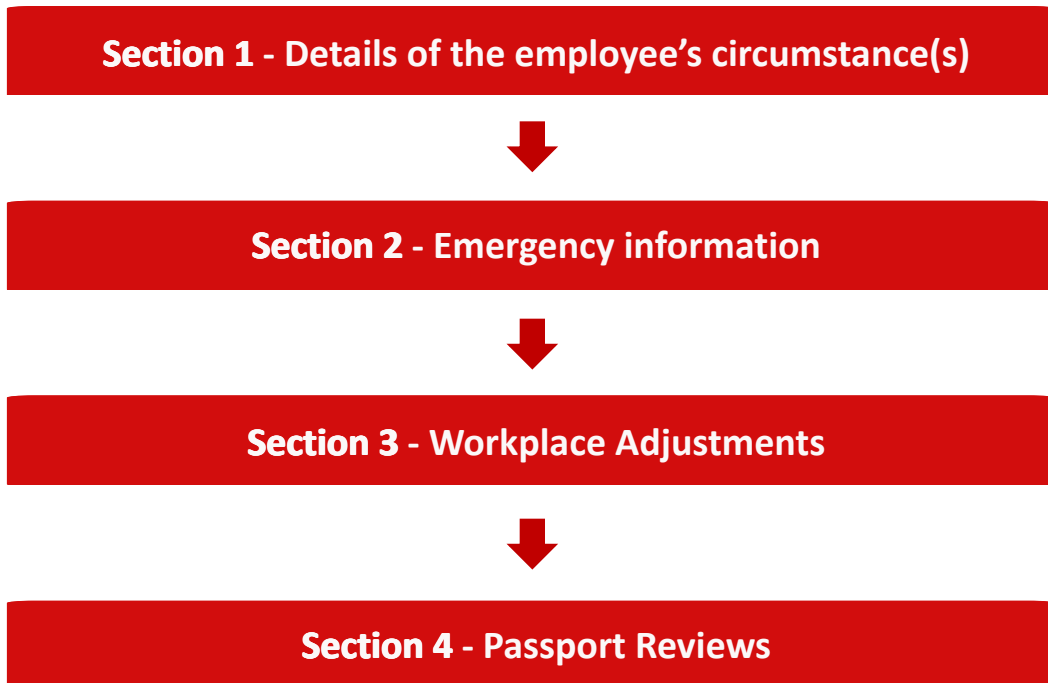 Section 1 - Details of the employee’s circumstance(s)
Section 2 - Emergency information
Section 3 - Workplace Adjustments
Section 4 - Passport Reviews